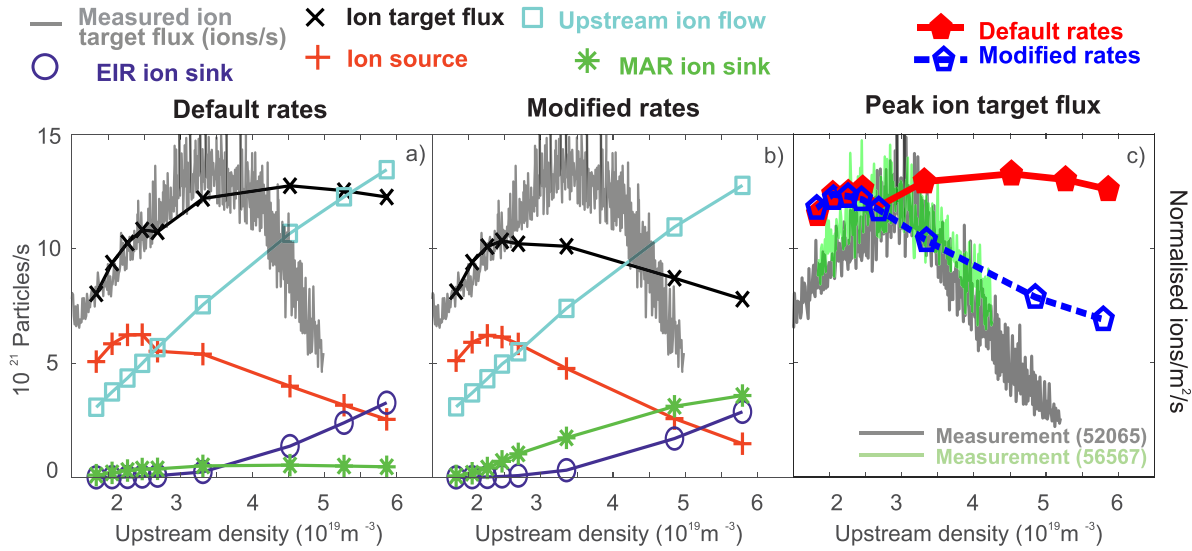 Measured ion
target flux (ions/s)
Ion target flux
Upstream ion flow
Default rates
Modified rates
EIR ion sink
Ion source
MAR ion sink
Default rates
Modified rates
Peak ion target flux
a)
b)
c)
15
10
5
0
10 21 Particles/s
Normalised ions/m2/s
Measurement (52065)
Measurement (56567)
2 3 4 5 6
2 3 4 5 6
2 3 4 5 6
Upstream density (10¹⁹m ⁻³)
Upstream density (10¹⁹m ⁻³)
Upstream density (10¹⁹m ⁻³)